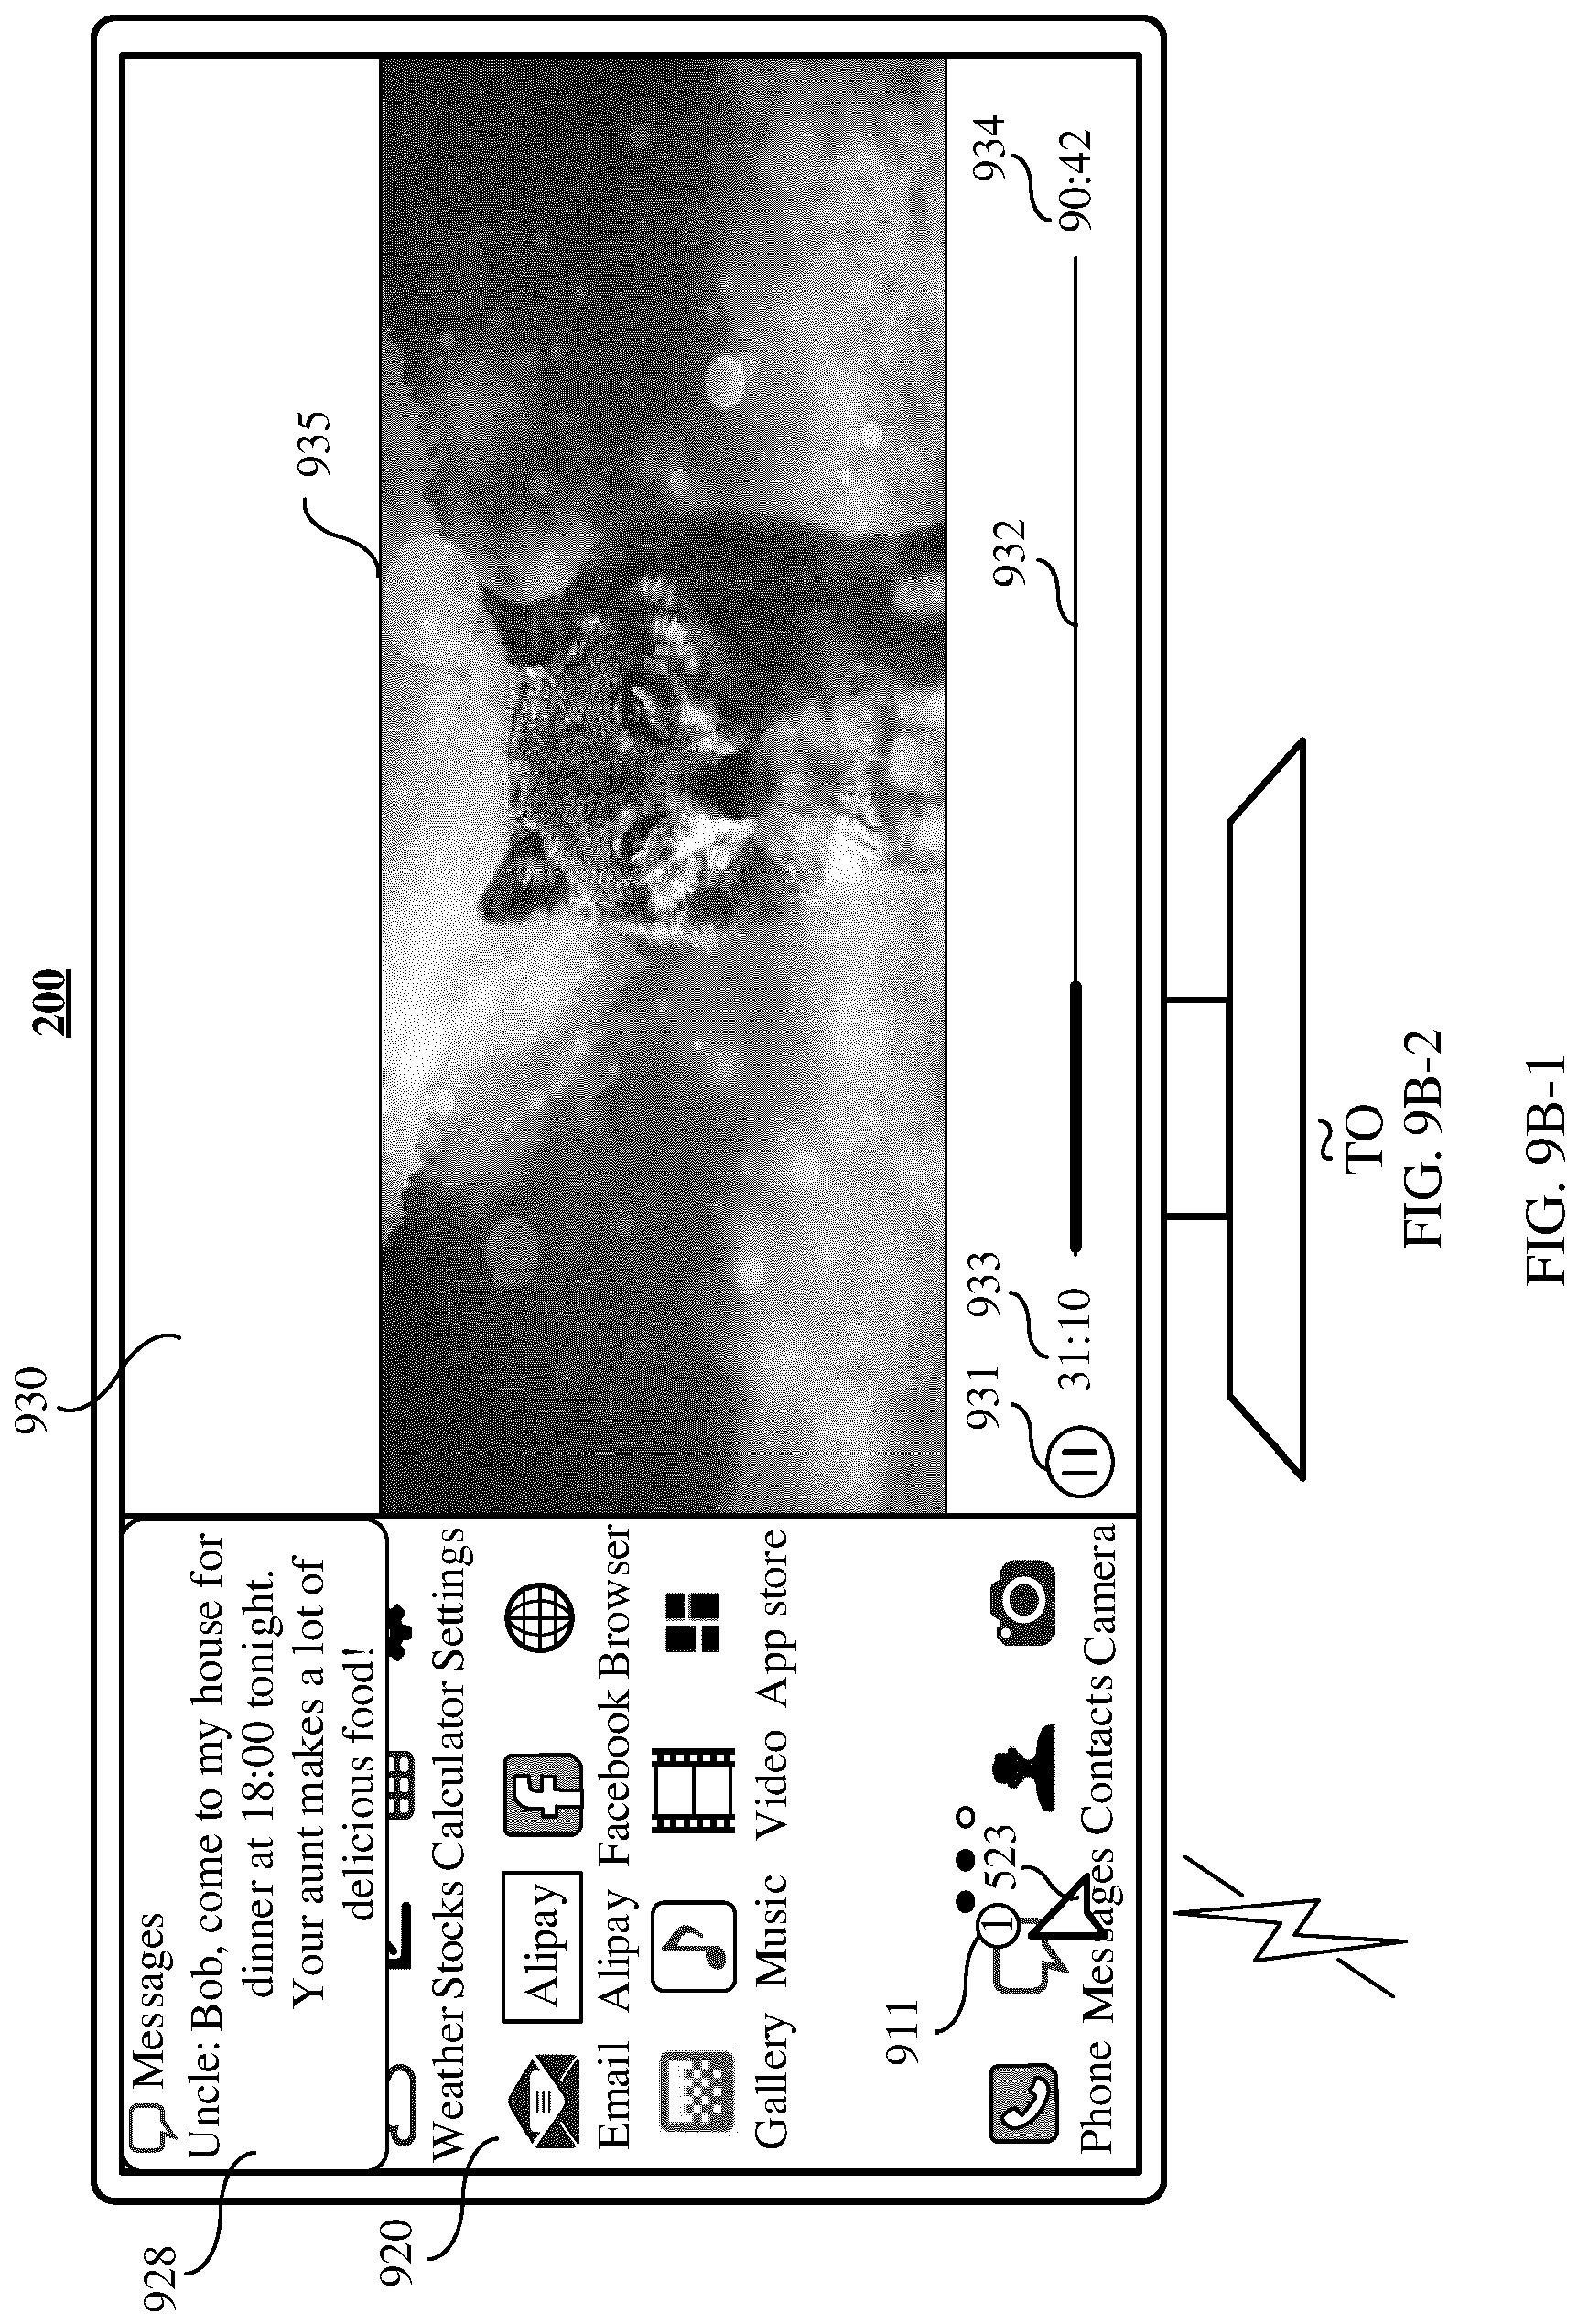 200
930
935
928
Messages
Uncle: Bob, come to my house for
dinner at 18:00 tonight.
Your aunt makes a lot of
delicious food!
920
Weather Stocks Calculator Settings
Alipay
Email Alipay Facebook Browser
Gallery Music Video App store
911
1
523
Phone Messages Contacts Camera
931
933
932
934
31:10
90:42
~
TO
FIG. 9B-2
FIG. 9B-1